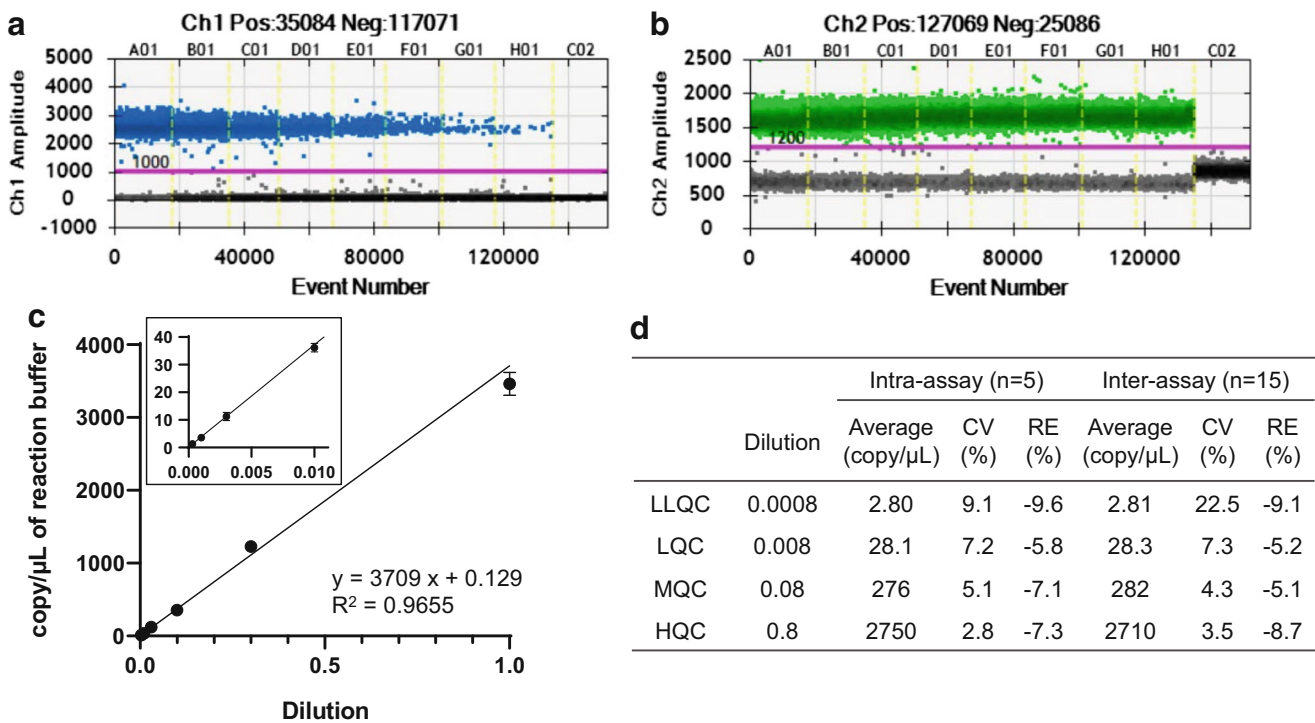 a
Ch1 Pos:35084 Neg:117071
A01 B01 C01 D01 E01 F01 G01 H01 C02
5000
4000
3000
2000
1000
0
-1000
1000
Ch1 Amplitude
0 40000 80000 120000
Event Number
b
Ch2 Pos:127069 Neg:25086
A01 B01 C01 D01 E01 F01 G01 H01 C02
2500
2000
1500
1000
500
0
1200
Ch2 Amplitude
0 40000 80000 120000
Event Number
c
copy/µL of reaction buffer
4000
3000
2000
1000
0
0.0 0.5 1.0
Dilution
40
30
20
10
0
0.000 0.005 0.010
y = 3709 x + 0.129
R² = 0.9655
d
Intra-assay (n=5) Inter-assay (n=15)
Dilution Average (copy/µL) CV (%) RE (%) Average (copy/µL) CV (%) RE (%)
LLQC 0.0008 2.80 9.1 -9.6 2.81 22.5 -9.1
LQC 0.008 28.1 7.2 -5.8 28.3 7.3 -5.2
MQC 0.08 276 5.1 -7.1 282 4.3 -5.1
HQC 0.8 2750 2.8 -7.3 2710 3.5 -8.7